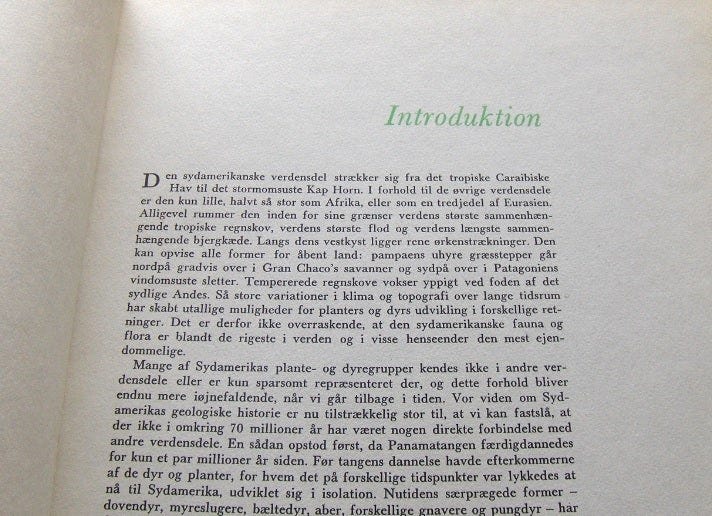 Introduktion
Den sydamerikanske verdensdel strækker sig fra det tropiske Caraibiske
Hav til det stormomsuste Kap Horn. I forhold til de øvrige verdensdele
er den kun lille, halvt så stor som Afrika, eller som en tredjedel af Eurasien.
Alligevel rummer den inden for sine grænser verdens største sammenhæn-
gende tropiske regnskov, verdens største flod og verdens længste sammen-
hængende bjergkæde. Langs dens vestkyst ligger rene ørkenstrækninger. Den
kan opvise alle former for åbent land: pampaens uhyre græsstepper går
nordpå gradvis over i Gran Chaco's savanner og sydpå over i Patagoniens
vindomsuste sletter. Tempererede regnskove vokser yppigt ved foden af det
sydlige Andes. Så store variationer i klima og topografi over lange tidsrum
har skabt utallige muligheder for planters og dyrs udvikling i forskellige ret-
ninger. Det er derfor ikke overraskende, at den sydamerikanske fauna og
flora er blandt de rigeste i verden og i visse henseender den mest ejen-
dommelige.
Mange af Sydamerikas plante- og dyregrupper kendes ikke i andre ver-
densdele eller er kun sparsomt repræsenteret der, og dette forhold bliver
endnu mere iøjnefaldende, når vi går tilbage i tiden. Vor viden om Syd-
amerikas geologiske historie er nu tilstrækkelig stor til, at vi kan fastslå, at
der ikke i omkring 70 millioner år har været nogen direkte forbindelse med
andre verdensdele. En sådan opstod først, da Panamatangen færdigdannedes
for kun et par millioner år siden. Før tangens dannelse havde efterkommerne
af de dyr og planter, for hvem det på forskellige tidspunkter var lykkedes at
nå til Sydamerika, udviklet sig i isolation. Nutidens særprægede former –
dovendyr, myreslugere, bæltedyr, aber, forskellige gnavere og pungdyr – har